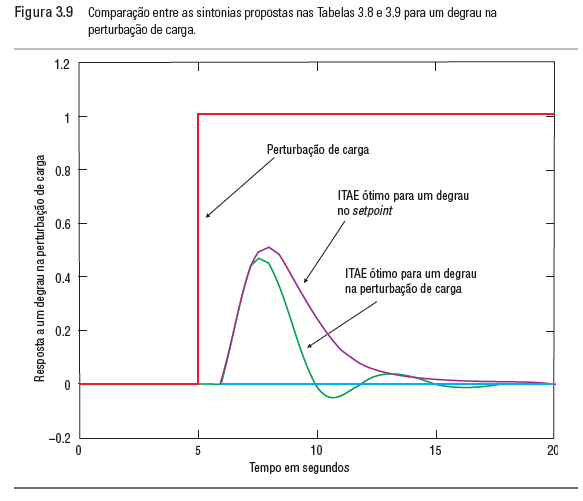 Figura 3.9 Comparação entre as sintonias propostas nas Tabelas 3.8 e 3.9 para um degrau na
perturbação de carga.
Resposta a um degrau na perturbação de carga
1.2
1
0.8
0.6
0.4
0.2
0
–0.2
Perturbação de carga
ITAE ótimo para um degrau
no setpoint
ITAE ótimo para um degrau
na perturbação de carga
0 5 10 15 20
Tempo em segundos